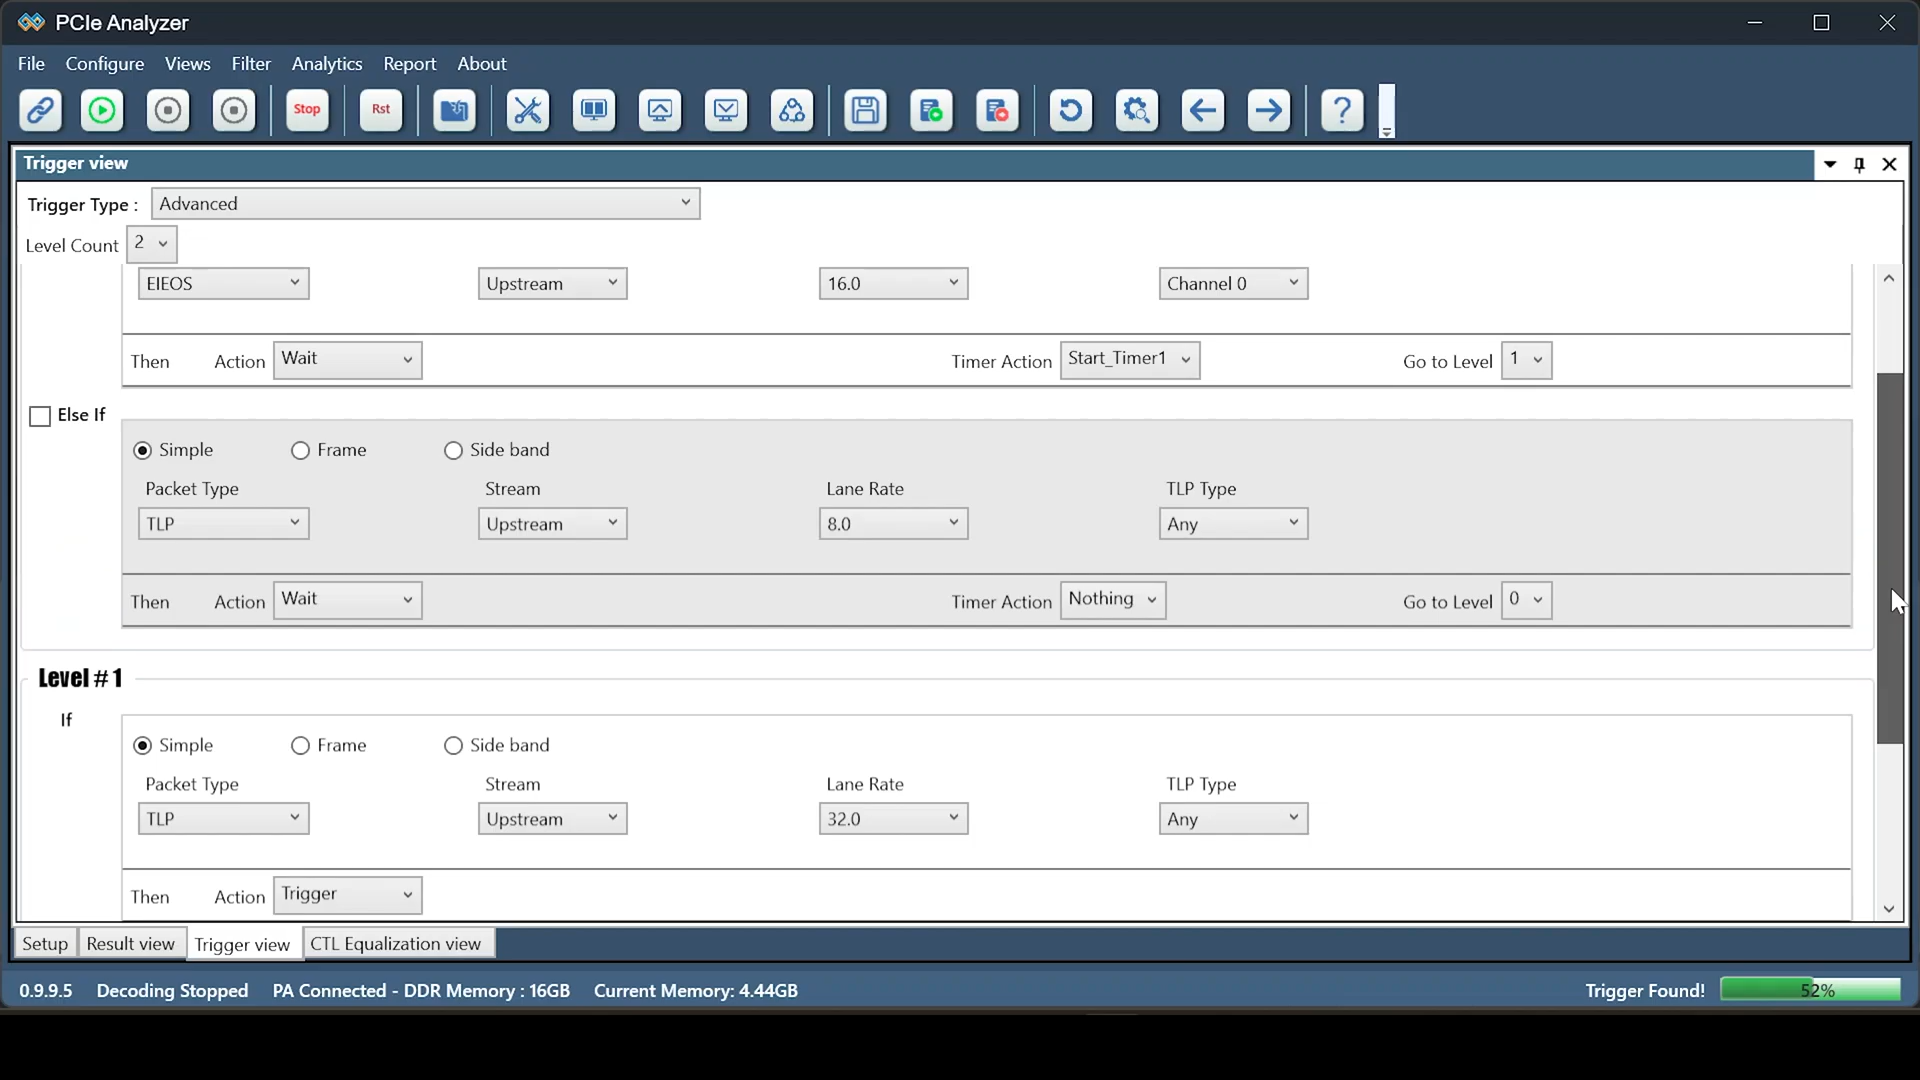 PCIe Analyzer
File Configure Views Filter Analytics Report About
Stop Rst ?
Trigger view
Trigger Type : Advanced
Level Count 2
EIEOS Upstream 16.0 Channel 0
Then Action Wait Timer Action Start_Timer1 Go to Level 1
Else If
Simple Frame Side band
Packet Type Stream Lane Rate TLP Type
TLP Upstream 8.0 Any
Then Action Wait Timer Action Nothing Go to Level 0
Level # 1
If
Simple Frame Side band
Packet Type Stream Lane Rate TLP Type
TLP Upstream 32.0 Any
Then Action Trigger
Setup Result view Trigger view CTL Equalization view
0.9.9.5 Decoding Stopped PA Connected - DDR Memory : 16GB Current Memory: 4.44GB Trigger Found! 52%